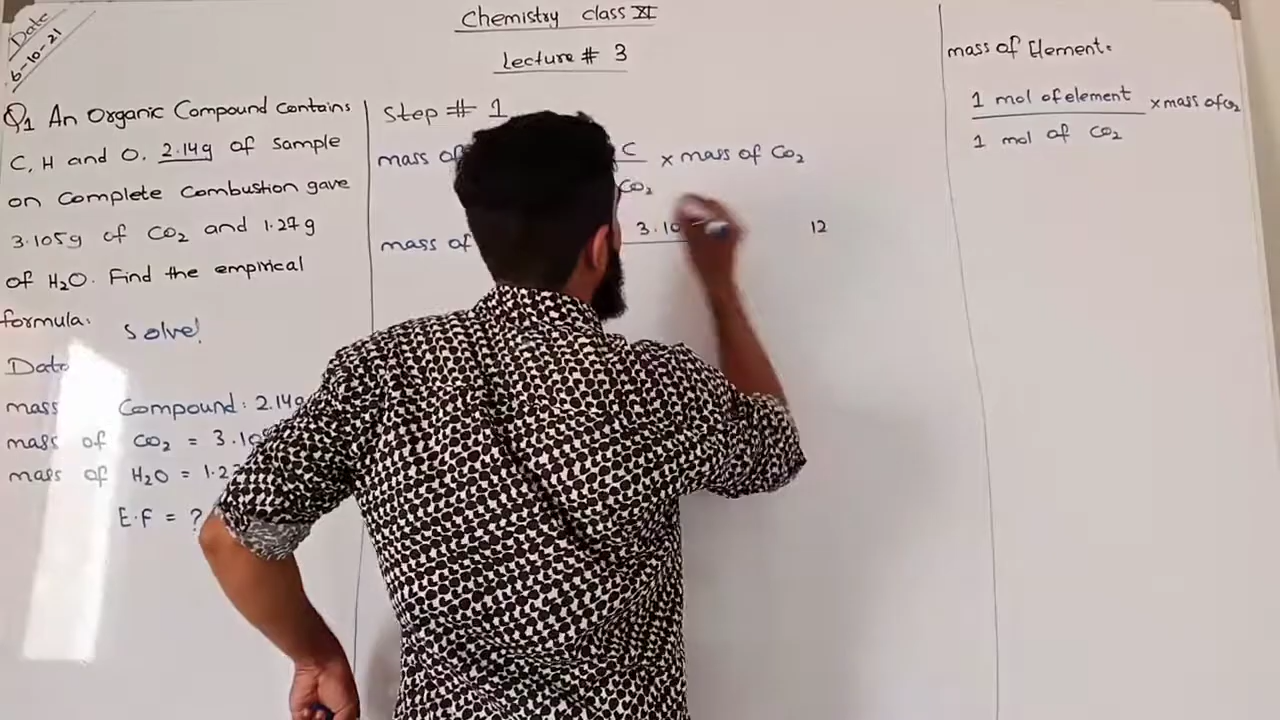 Date
6-10-21
Chemistry class XI
Lecture # 3
Q1 An Organic Compound contains
C, H and O. 2.14g of sample
on Complete Combustion gave
3.105g of CO2 and 1.27g
of H2O. Find the empirical
formula.
Solve!
Data
mass Compound: 2.14g
mass of CO2 = 3.10
mass of H2O = 1.27
E.F = ?
Step # 1
mass of C x mass of CO2
CO2
mass of 3.10 12
mass of Element.
1 mol of element x mass of CO2
1 mol of CO2